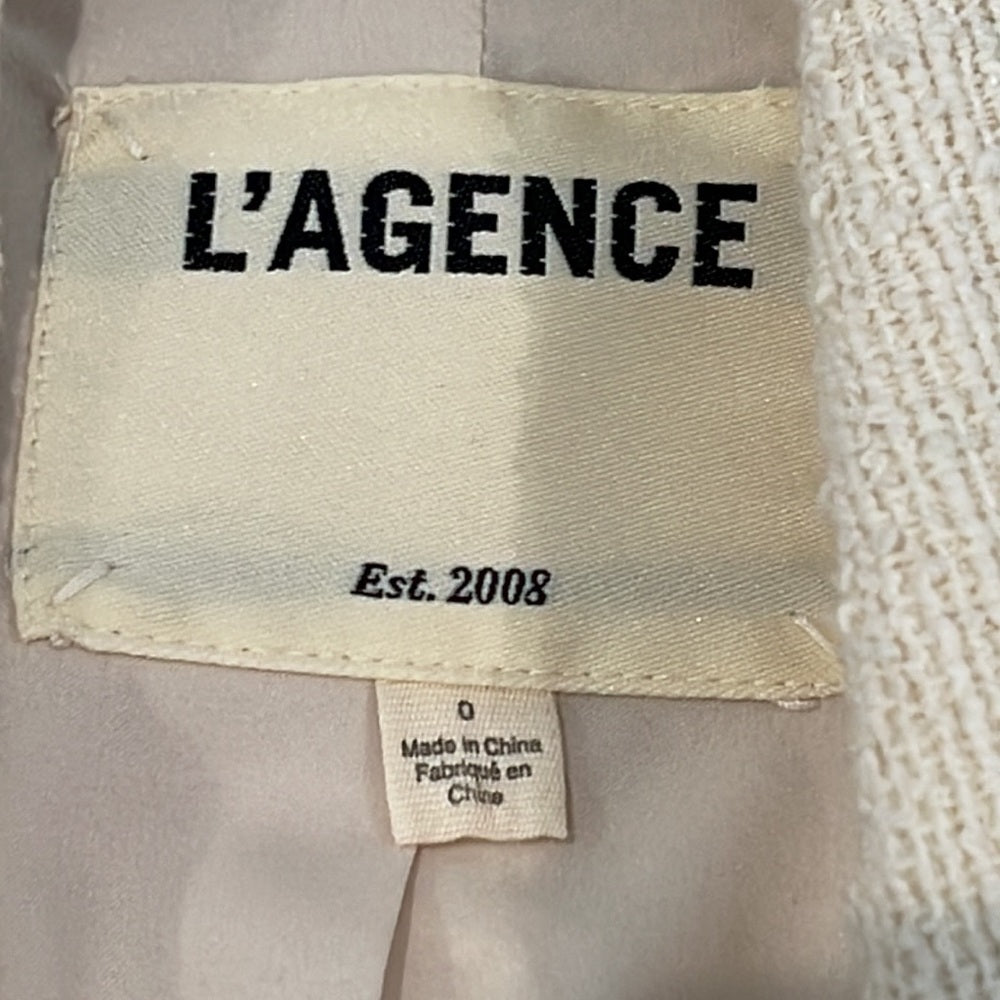 L'AGENCE
Est. 2008
0
Made in China
Fabriqué en
Chine